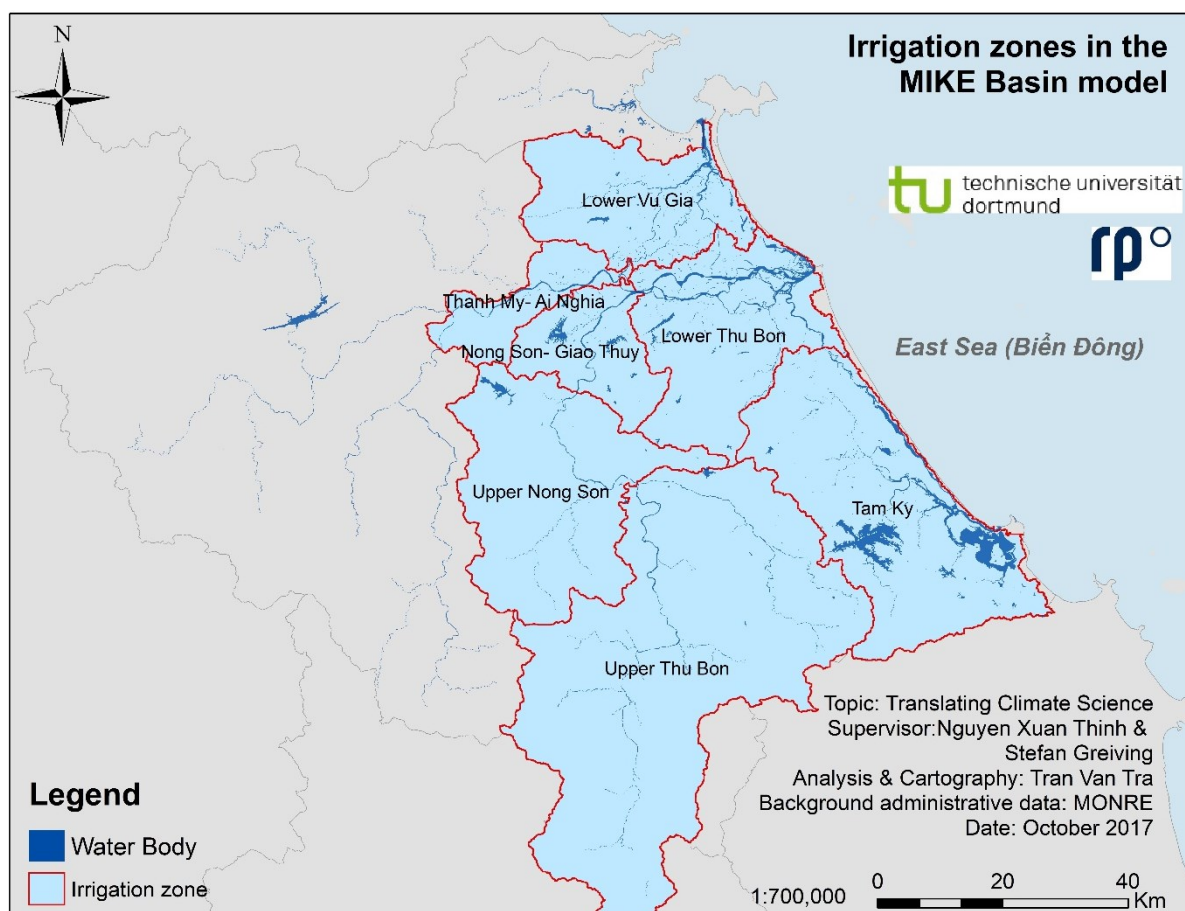 N
Irrigation zones in the
MIKE Basin model
tu technische universität
dortmund
rp
Lower Vu Gia
Thanh My- Ai Nghia
Nong Son- Giao Thuy
Lower Thu Bon
East Sea (Biển Đông)
Upper Nong Son
Tam Ky
Upper Thu Bon
Topic: Translating Climate Science
Supervisor:Nguyen Xuan Thinh &
Stefan Greiving
Analysis & Cartography: Tran Van Tra
Background administrative data: MONRE
Date: October 2017
Legend
Water Body
Irrigation zone
1:700,000
0 20 40
Km